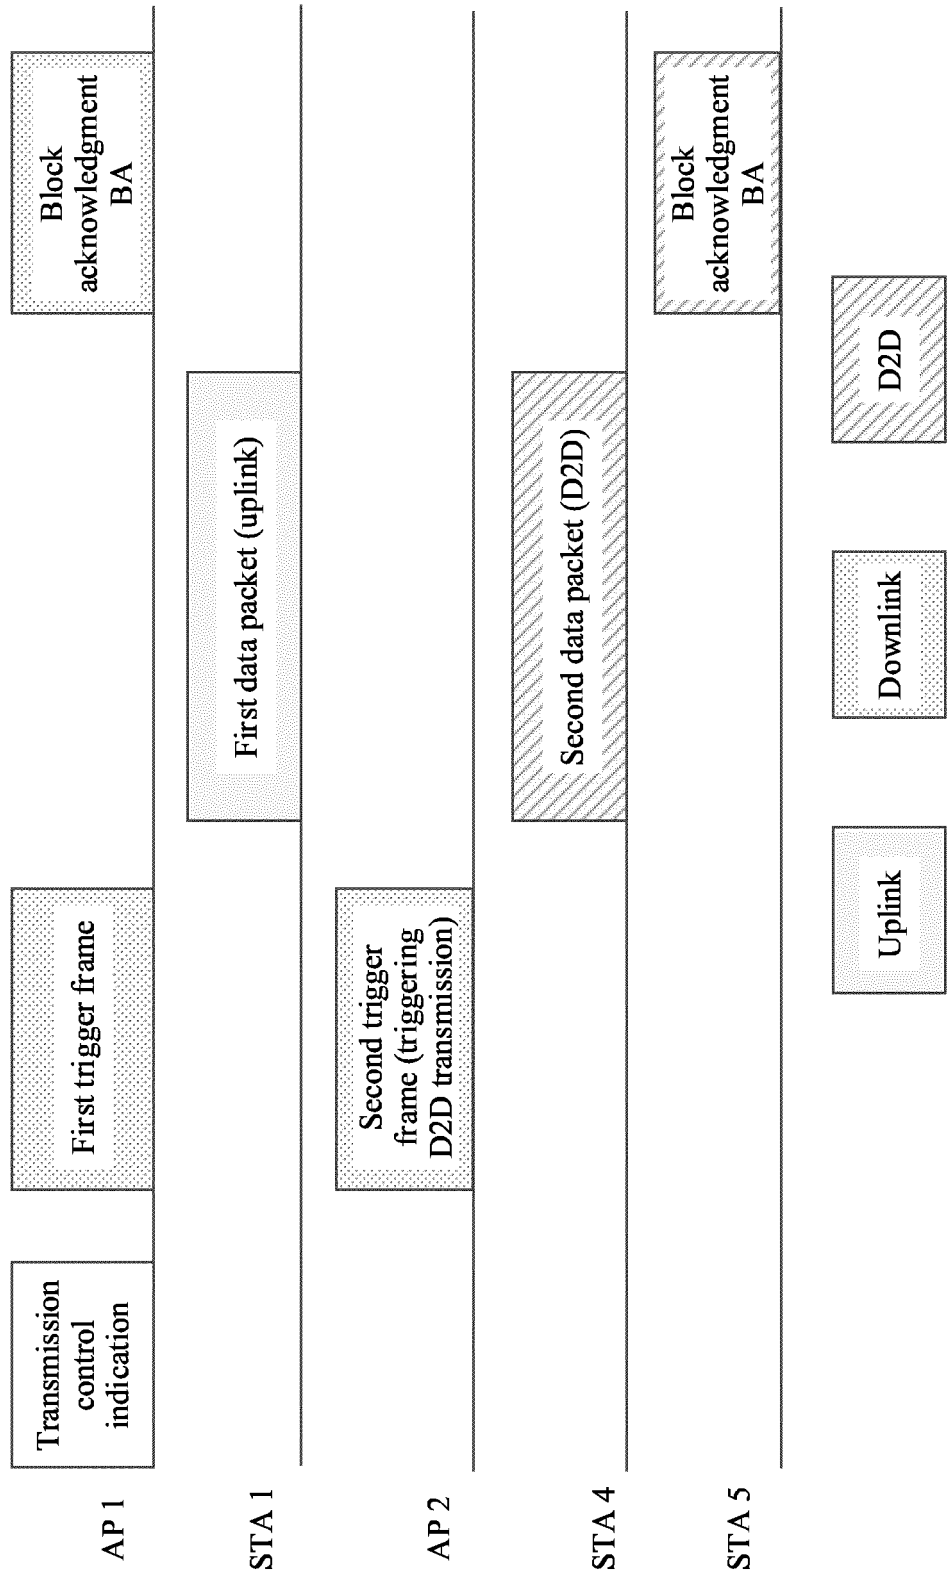 AP 1
Transmission
control
indication
First trigger frame
Block
acknowledgment
BA
STA 1
First data packet (uplink)
AP 2
Second trigger
frame (triggering
D2D transmission)
STA 4
Second data packet (D2D)
STA 5
Block
acknowledgment
BA
Uplink
Downlink
D2D